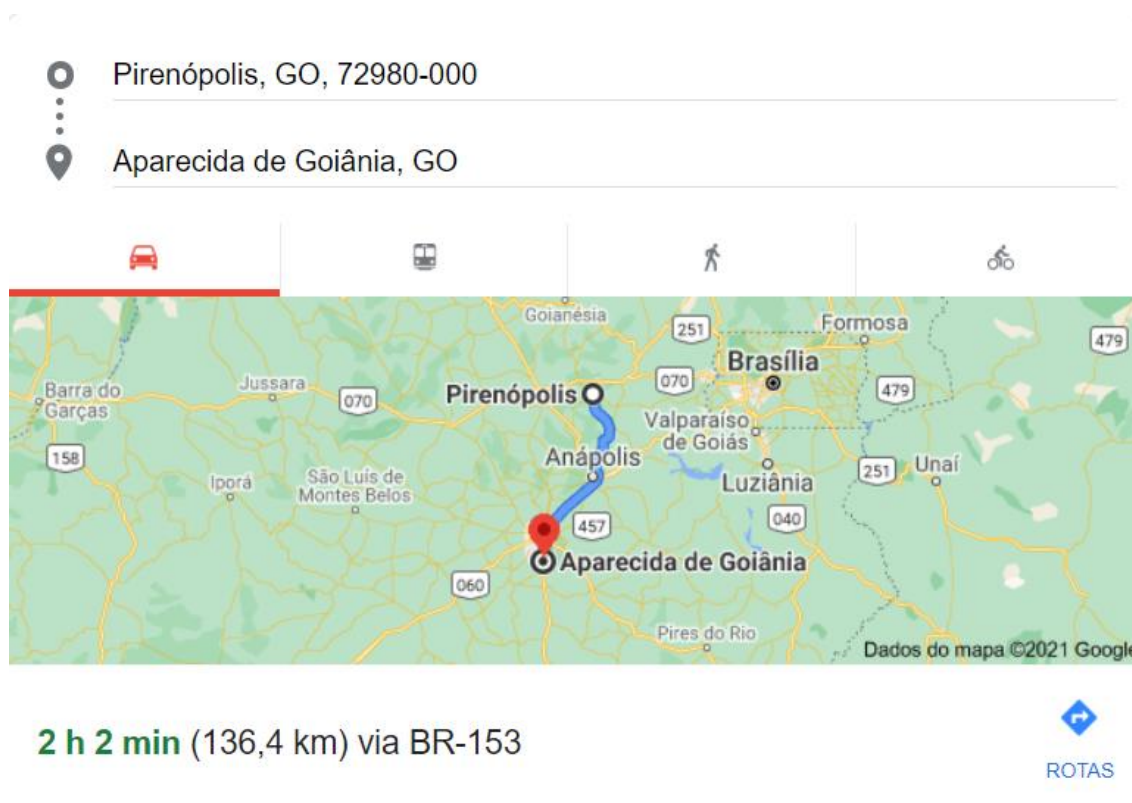 Pirenópolis, GO, 72980-000
Aparecida de Goiânia, GO
Goianésia
251
Formosa
479
Brasília
Barra do
Garças
Jussara
070
Pirenópolis
070
479
Valparaíso
de Goiás
158
Anápolis
Iporá
São Luís de
Montes Belos
Luziânia
251
Unaí
457
040
Aparecida de Goiânia
060
Pires do Rio
Dados do mapa ©2021 Google
2 h 2 min (136,4 km) via BR-153
ROTAS